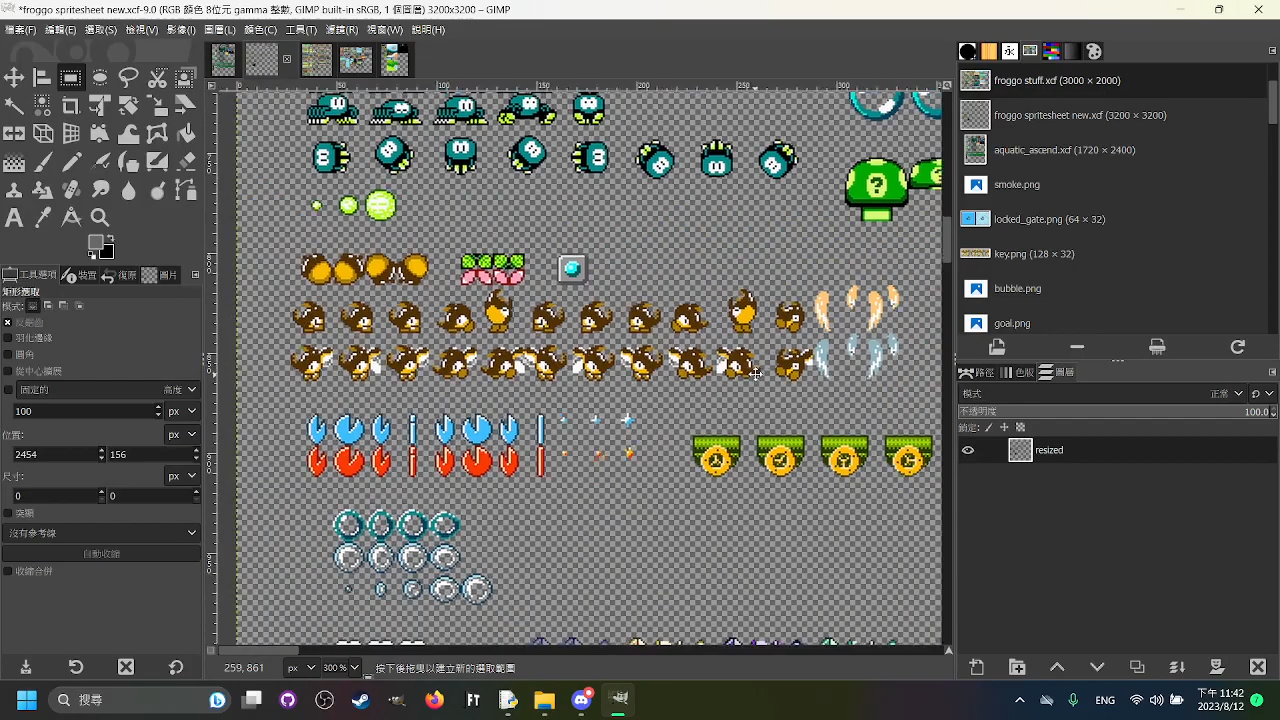 *froggo spritesheet new.xcf-9.0 (RGB 顏色 8位元 gamma 整數, GIMP built-in sRGB, 1 個圖層) 3200x3200 – GIMP
檔案(F) 編輯(E) 選取(S) 檢視(V) 影像(I) 圖層(L) 顏色(C) 工具(T) 濾鏡(R) 視窗(W) 說明(H)
0 50 100 150 200 250 300
froggo stuff.xcf (3000 × 2000)
froggo spritesheet new.xcf (3200 × 3200)
aquatic_ascend.xcf (1720 × 2400)
smoke.png
locked_gate.png (64 × 32)
key.png (128 × 32)
bubble.png
goal.png
工具選項 裝置 復原 圖片
矩形選取
模式:
反鋸齒
羽化邊緣
圓角
從中心擴展
固定的 高度
100 px
位置: px
2454 156
尺寸: px
0 0
突顯
沒有參考線
自動收縮
收縮合併
路徑 色版 圖層
模式 正常
不透明度 100.0
鎖定:
resized
259, 861 px 300 % 按下後拖曳以建立新的選取範圍
搜尋 FT ENG 下午 11:42
2023/8/12 7